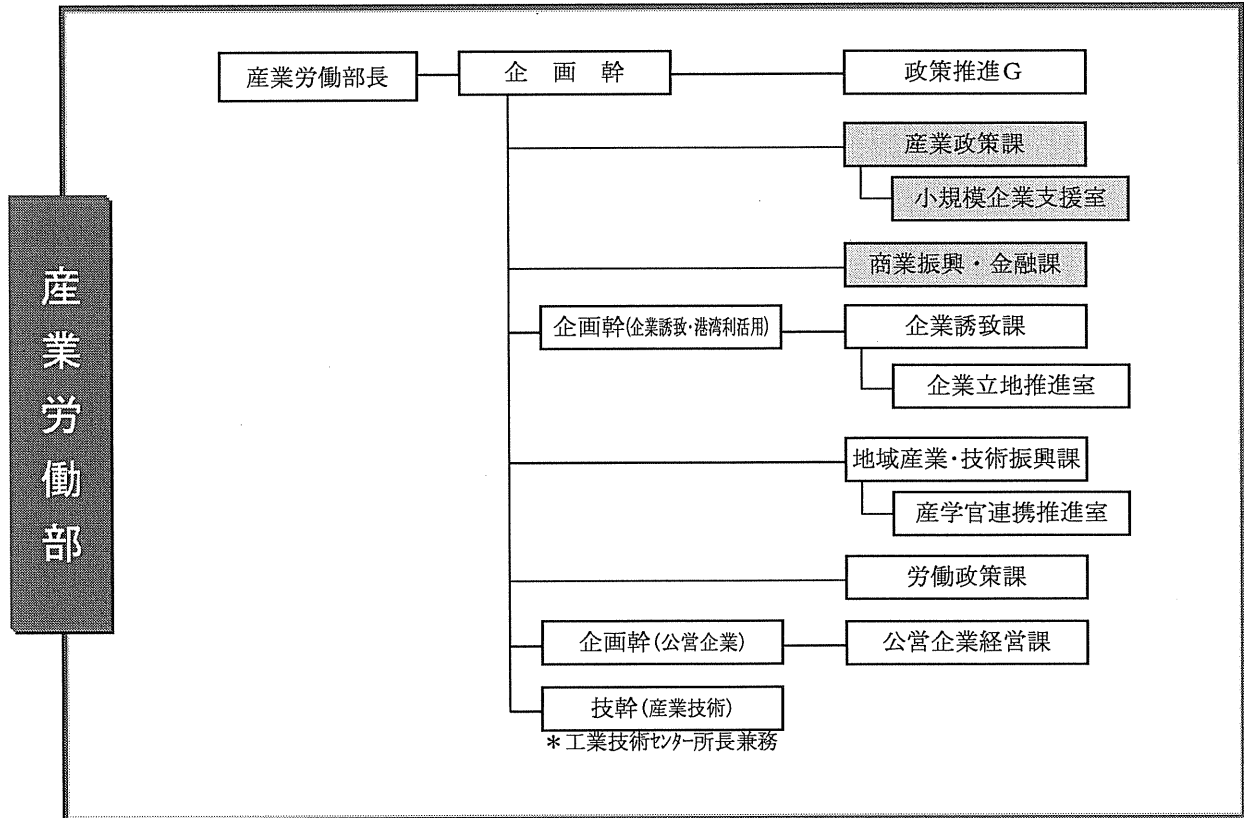 産業労働部
産業労働部長
企画幹
政策推進G
産業政策課
小規模企業支援室
商業振興・金融課
企画幹(企業誘致・港湾利活用)
企業誘致課
企業立地推進室
地域産業・技術振興課
産学官連携推進室
労働政策課
企画幹(公営企業)
公営企業経営課
技幹(産業技術)
*工業技術センター所長兼務